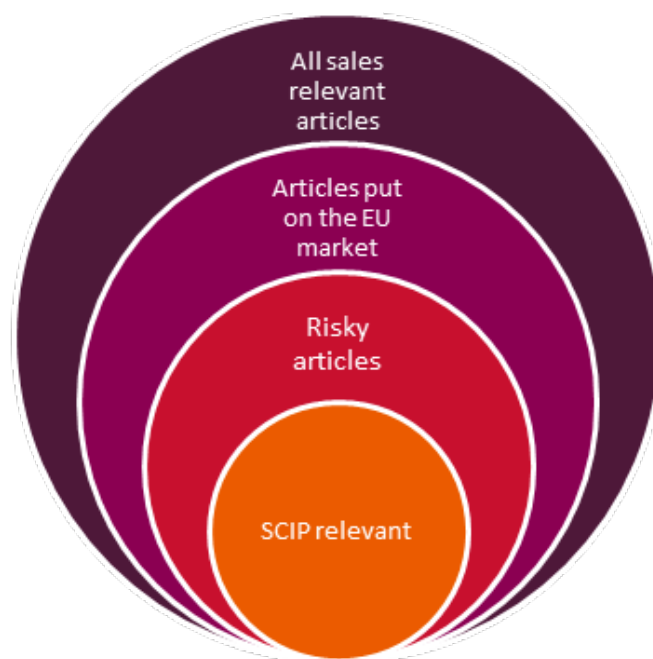 All sales
relevant
articles
Articles put
on the EU
market
Risky
articles
SCIP relevant